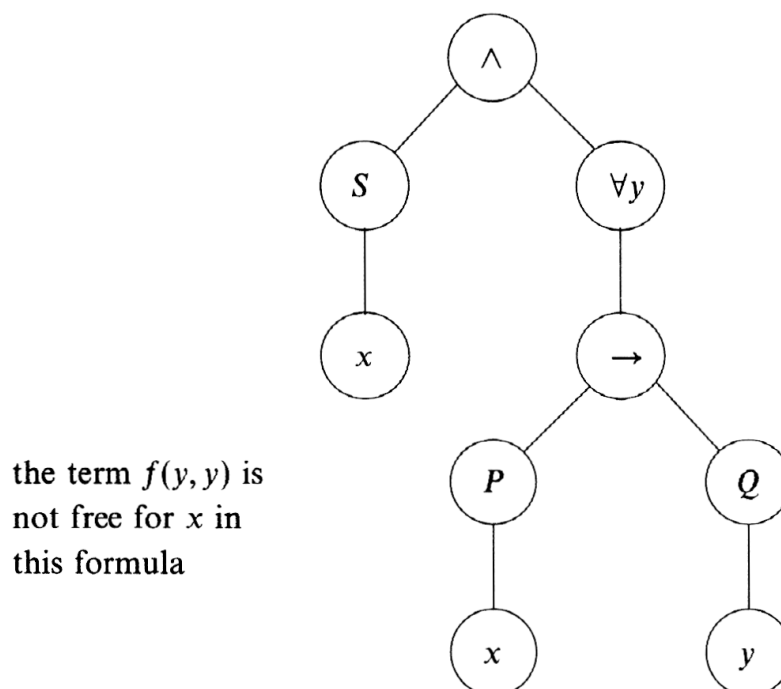 ∧
S ∀y
x →
P Q
the term f(y, y) is
not free for x in
this formula
x y